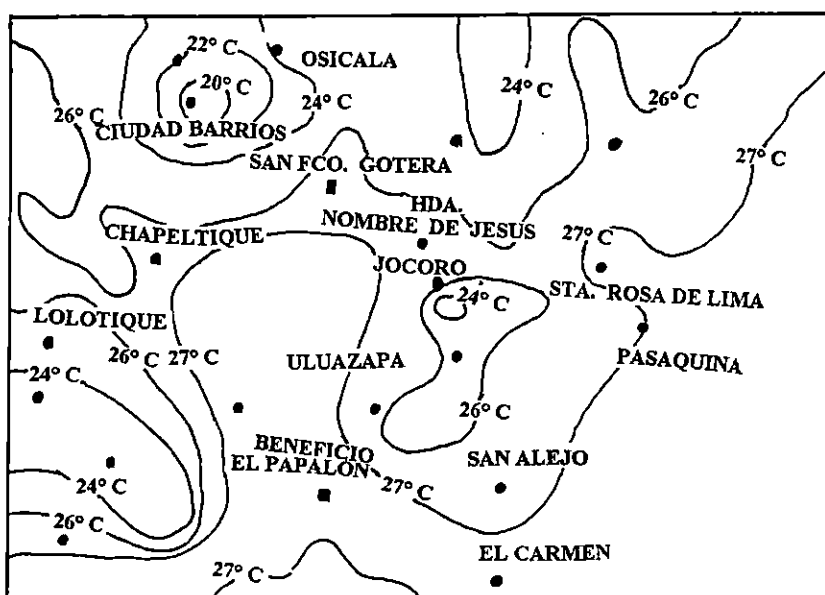 22° C
OSICALA
20° C
24° C
24° C
26° C
26° C
CIUDAD BARRIOS
SAN FCO. GOTERA
27° C
HDA.
NOMBRE DE JESUS
CHAPELTIQUE
27° C
JOCORO
24° C
STA. ROSA DE LIMA
LOLOTIQUE
26° C
27° C
ULUAZAPA
PASAQUINA
24° C
26° C
BENEFICIO
EL PAPALON
SAN ALEJO
24° C
27° C
26° C
EL CARMEN
27° C